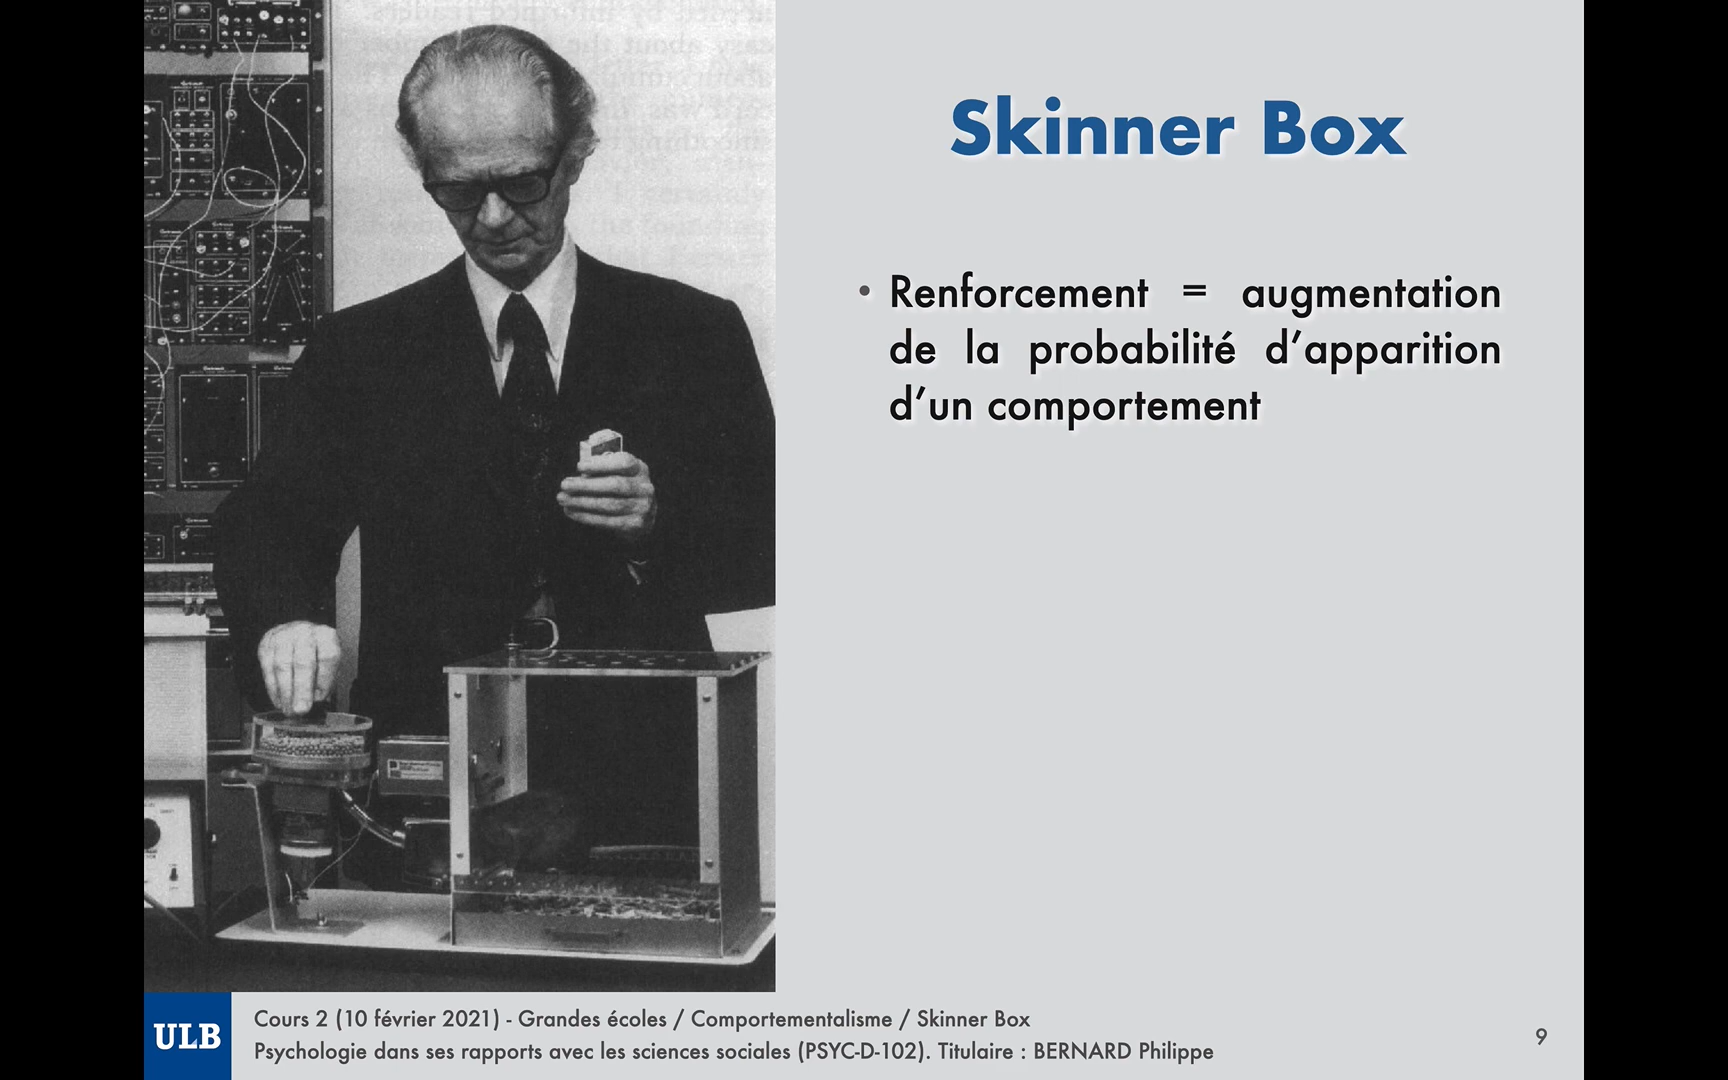 Skinner Box
• Renforcement = augmentation
de la probabilité d’apparition
d’un comportement
ULB
Cours 2 (10 février 2021) - Grandes écoles / Comportementalisme / Skinner Box
Psychologie dans ses rapports avec les sciences sociales (PSYC-D-102). Titulaire : BERNARD Philippe
9